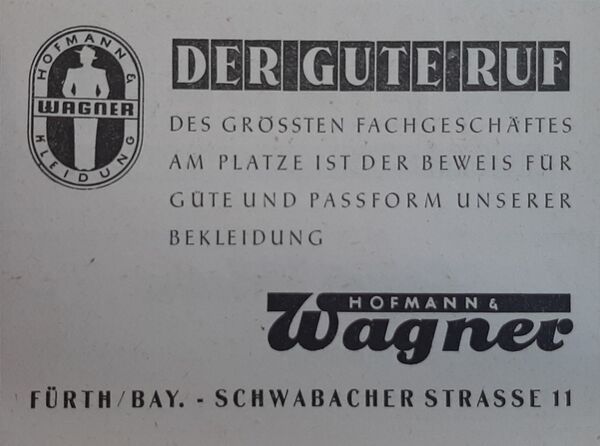 HOFMANN &
WAGNER
KLEIDUNG
DER GUTE RUF
DES GRÖSSTEN FACHGESCHÄFTES
AM PLATZE IST DER BEWEIS FÜR
GÜTE UND PASSFORM UNSERER
BEKLEIDUNG
HOFMANN &
Wagner
FÜRTH/BAY. - SCHWABACHER STRASSE 11